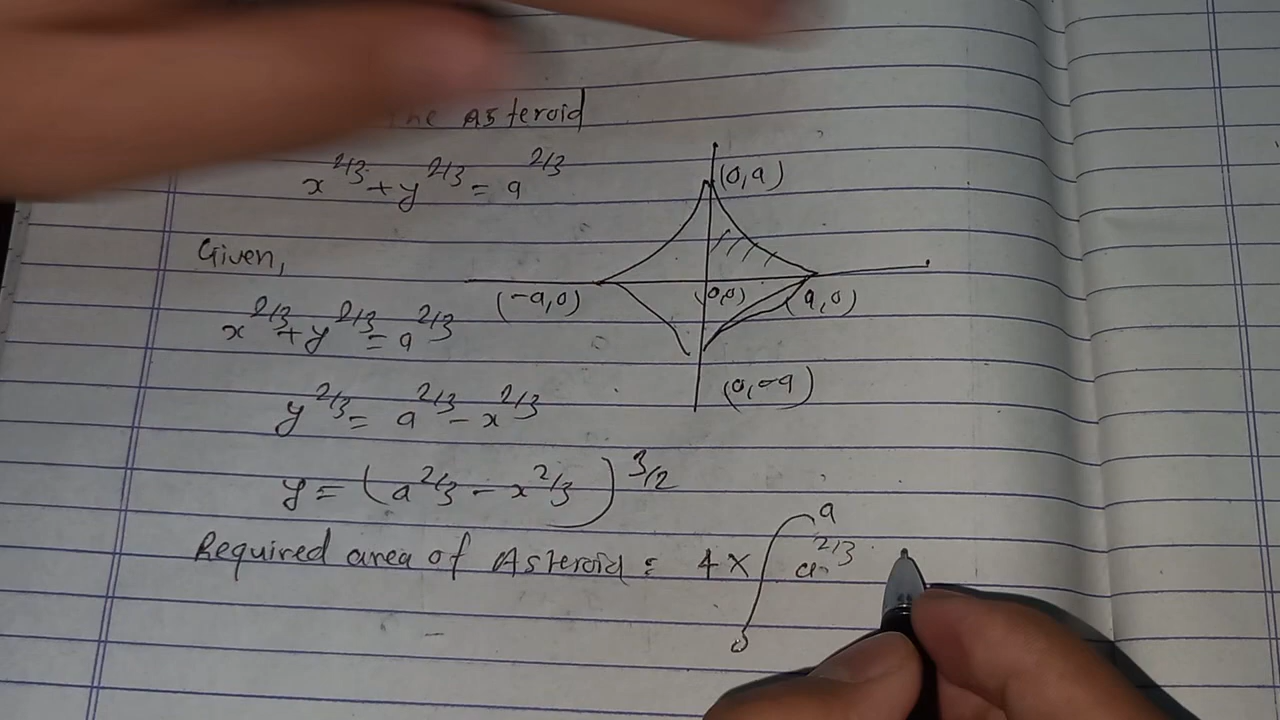 the Asteroid
x^2/3 + y^2/3 = a^2/3
(0,a)
Given,
(-a,0)
(0,0)
(a,0)
x^2/3 + y^2/3 = a^2/3
(0,-a)
y^2/3 = a^2/3 - x^2/3
y = (a^2/3 - x^2/3)^3/2
Required area of Asteroid = 4 × ∫_0^a a^2/3